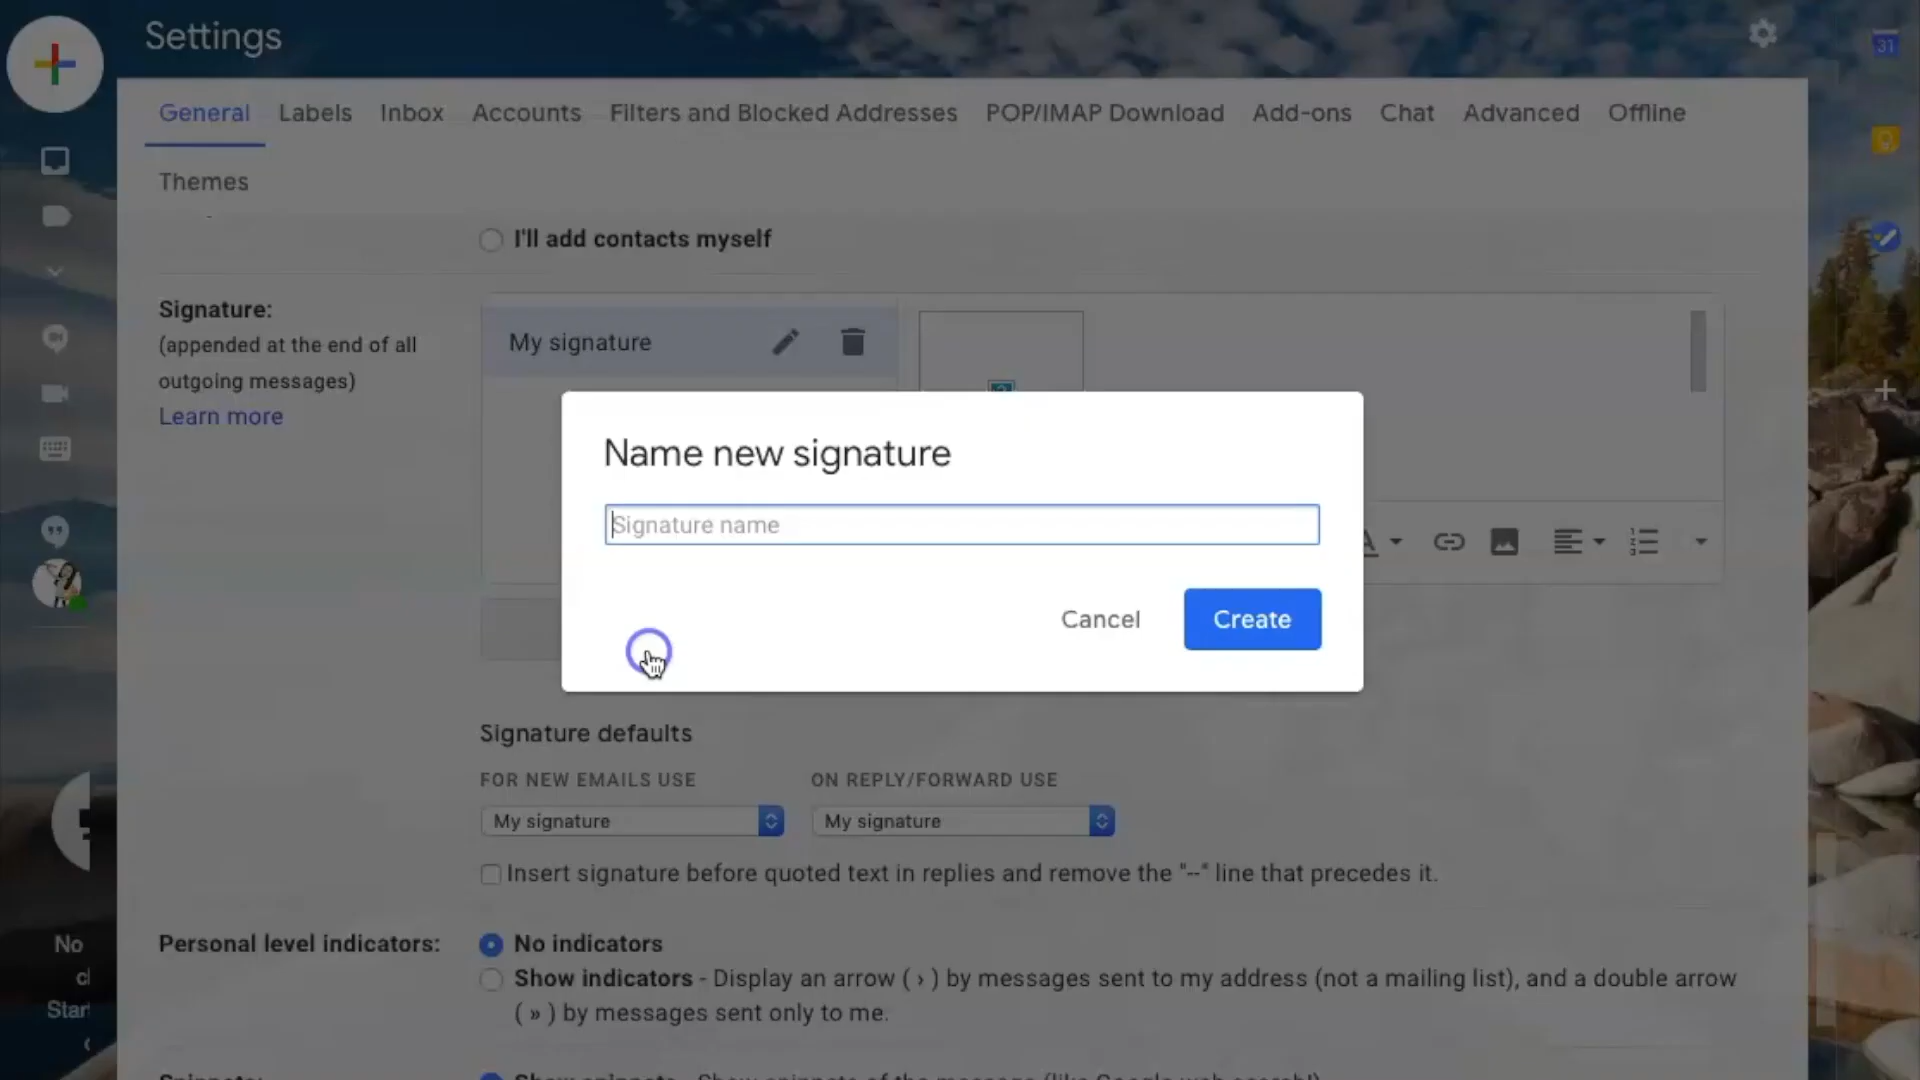 Settings
31
General Labels Inbox Accounts Filters and Blocked Addresses POP/IMAP Download Add-ons Chat Advanced Offline
Themes
I'll add contacts myself
Signature:
(appended at the end of all
outgoing messages)
Learn more
My signature
Name new signature
Signature name
Cancel Create
Signature defaults
FOR NEW EMAILS USE ON REPLY/FORWARD USE
My signature My signature
Insert signature before quoted text in replies and remove the "--" line that precedes it.
Personal level indicators: No indicators
Show indicators - Display an arrow ( › ) by messages sent to my address (not a mailing list), and a double arrow
( » ) by messages sent only to me.
No
Star